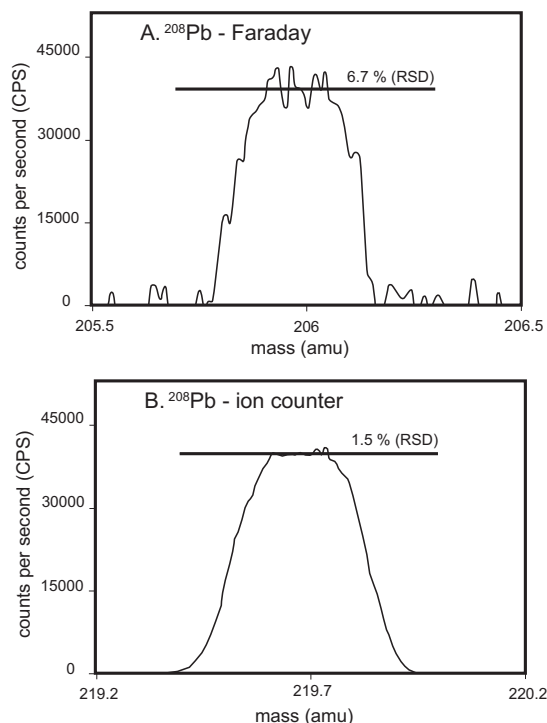 A. ²⁰⁸Pb - Faraday
45000
6.7 % (RSD)
30000
15000
0
counts per second (CPS)
205.5 206 206.5
mass (amu)
B. ²⁰⁸Pb - ion counter
45000
1.5 % (RSD)
30000
15000
0
counts per second (CPS)
219.2 219.7 220.2
mass (amu)